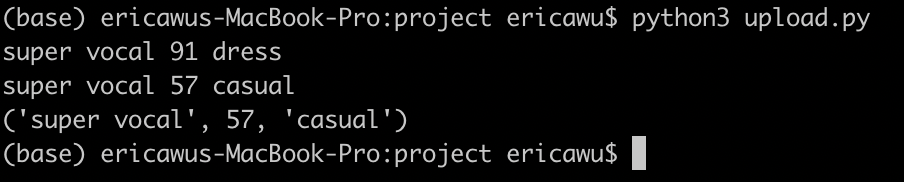 (base) ericawus-MacBook-Pro:project ericawu$ python3 upload.py
super vocal 91 dress
super vocal 57 casual
('super vocal', 57, 'casual')
(base) ericawus-MacBook-Pro:project ericawu$